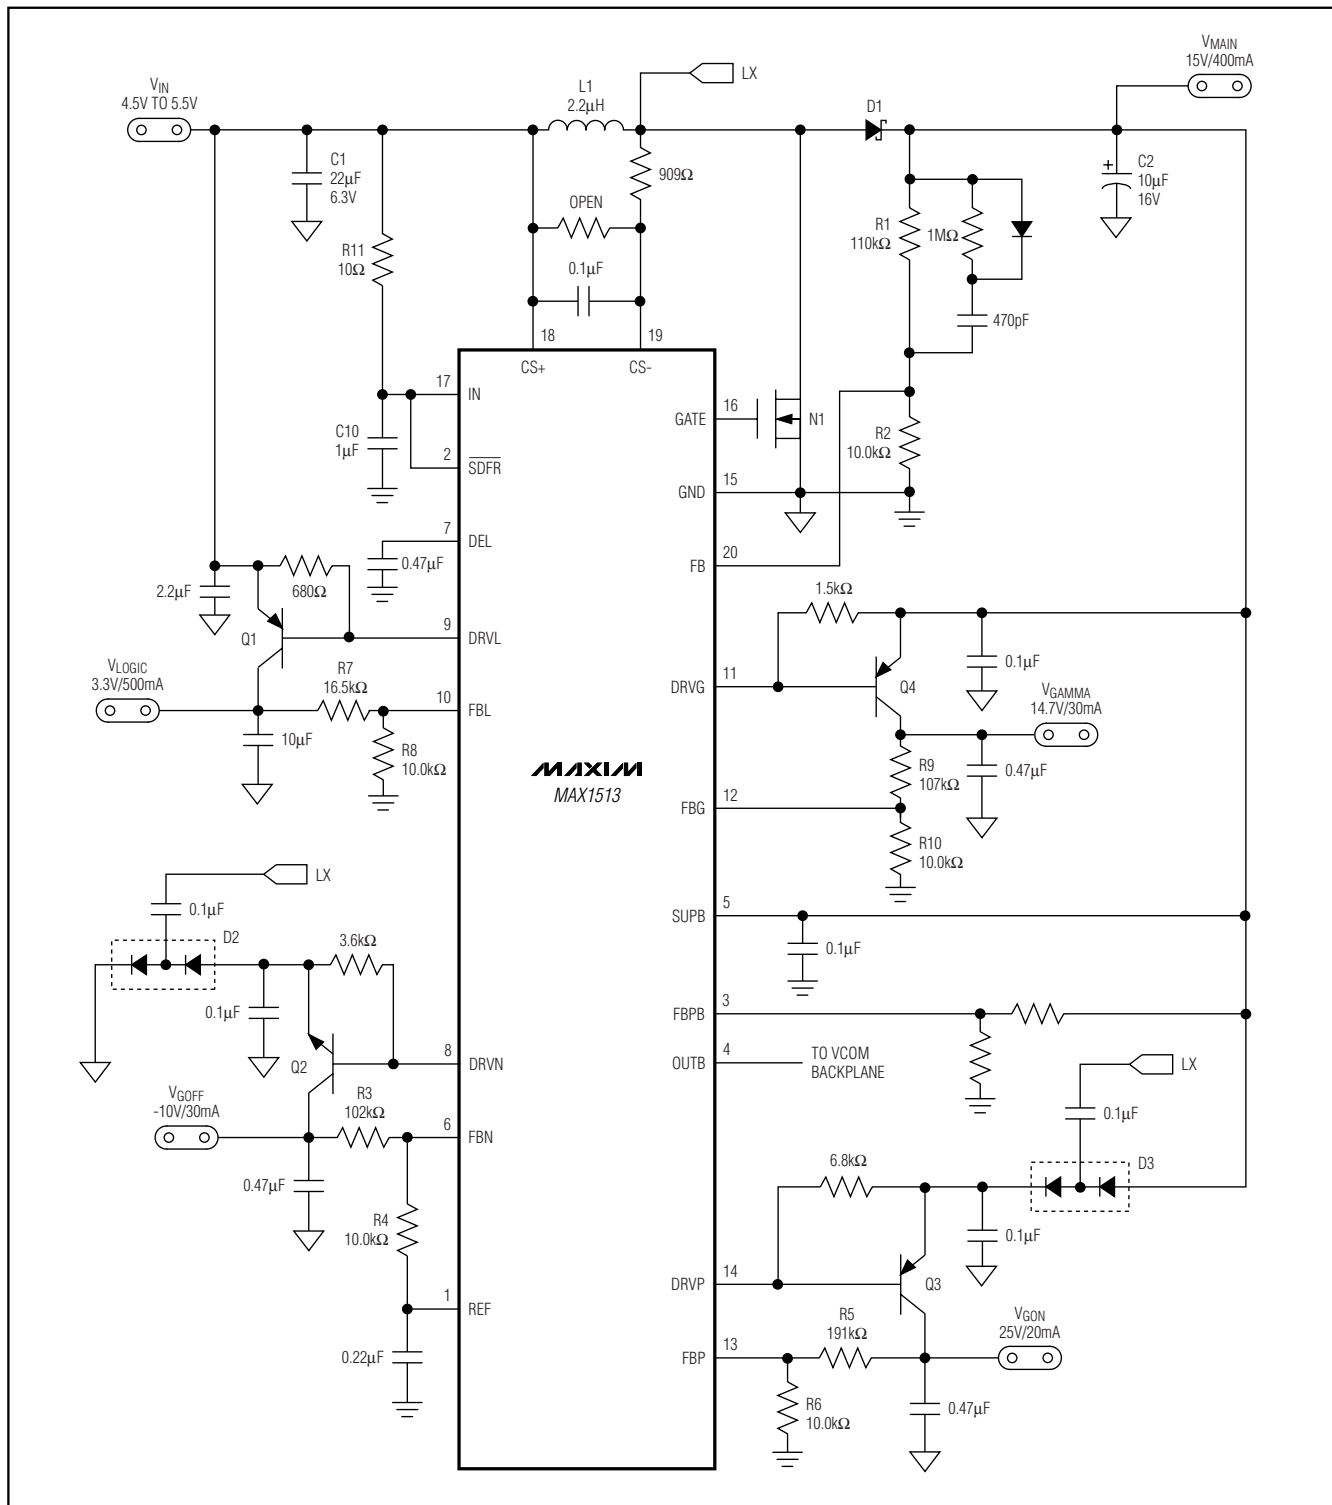 VMAIN
15V/400mA
VIN
4.5V TO 5.5V
L1
2.2µH
LX
D1
C1
22µF
6.3V
909Ω
C2
+
10µF
16V
OPEN
R1
110kΩ
1MΩ
R11
10Ω
0.1µF
470pF
18
19
CS+
CS-
17
IN
16
GATE
N1
C10
1µF
R2
10.0kΩ
2
SDFR
15
GND
7
DEL
0.47µF
20
FB
2.2µF
680Ω
1.5kΩ
Q1
9
DRVL
0.1µF
VLOGIC
3.3V/500mA
R7
16.5kΩ
11
DRVG
Q4
10
FBL
VGAMMA
14.7V/30mA
10µF
R8
10.0kΩ
MAXIM
MAX1513
R9
107kΩ
0.47µF
12
FBG
R10
10.0kΩ
LX
0.1µF
5
SUPB
D2
3.6kΩ
0.1µF
0.1µF
3
FBPB
Q2
8
DRVN
4
OUTB
TO VCOM
BACKPLANE
LX
VGOFF
-10V/30mA
R3
102kΩ
0.1µF
6
FBN
6.8kΩ
D3
0.47µF
R4
10.0kΩ
0.1µF
14
DRVP
Q3
1
REF
R5
191kΩ
VGON
25V/20mA
0.22µF
13
FBP
R6
10.0kΩ
0.47µF